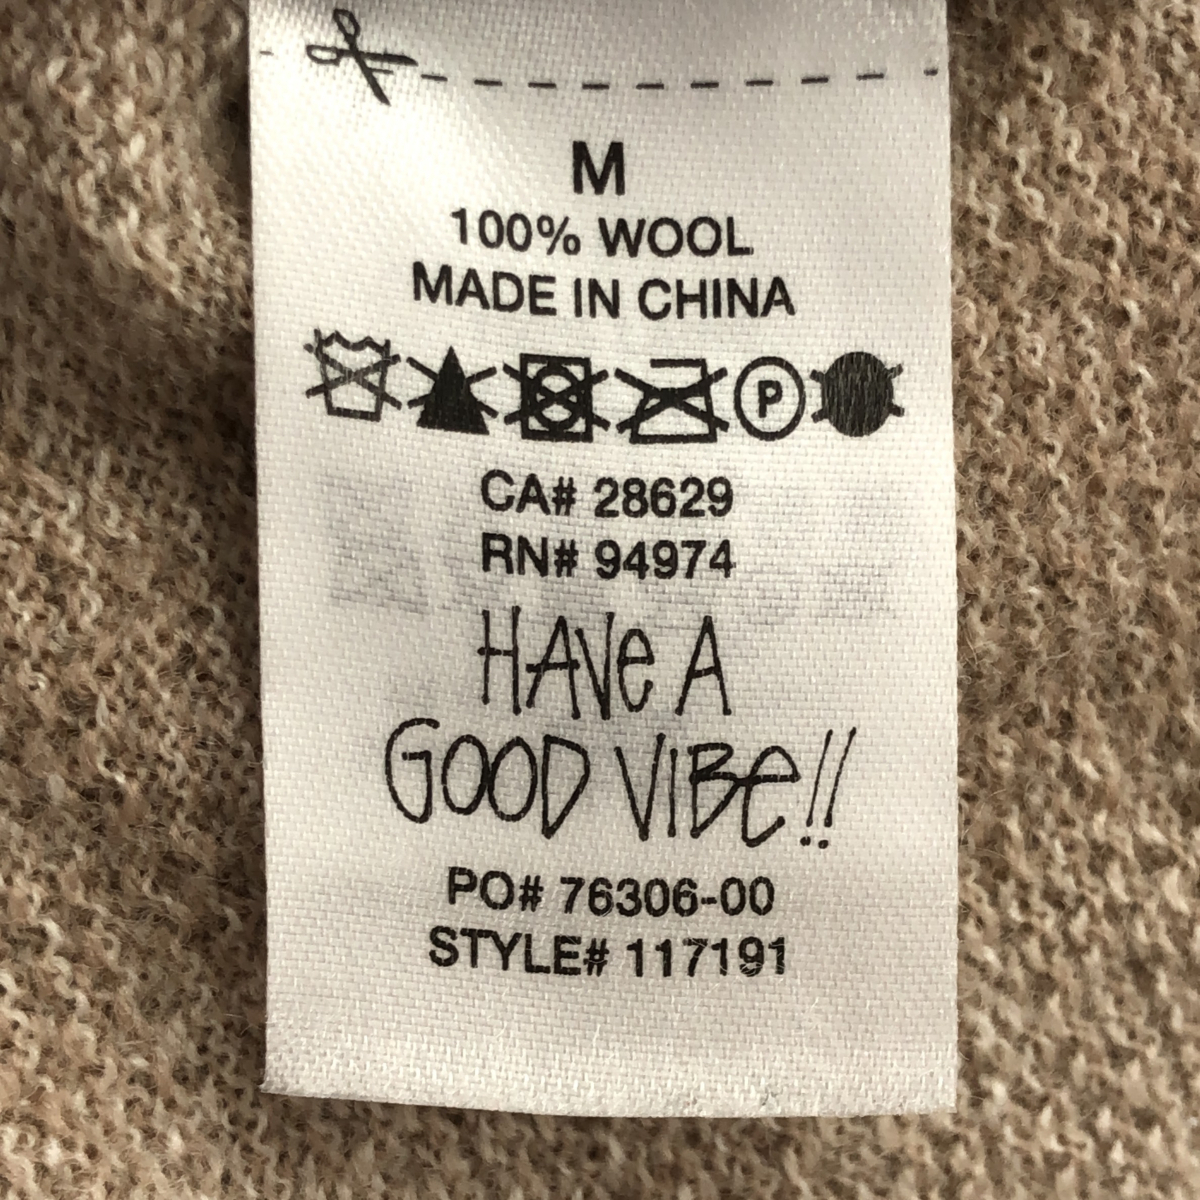 M
100% WOOL
MADE IN CHINA
P
CA# 28629
RN# 94974
HAVe A
GOOD VIBe!!
PO# 76306-00
STYLE# 117191